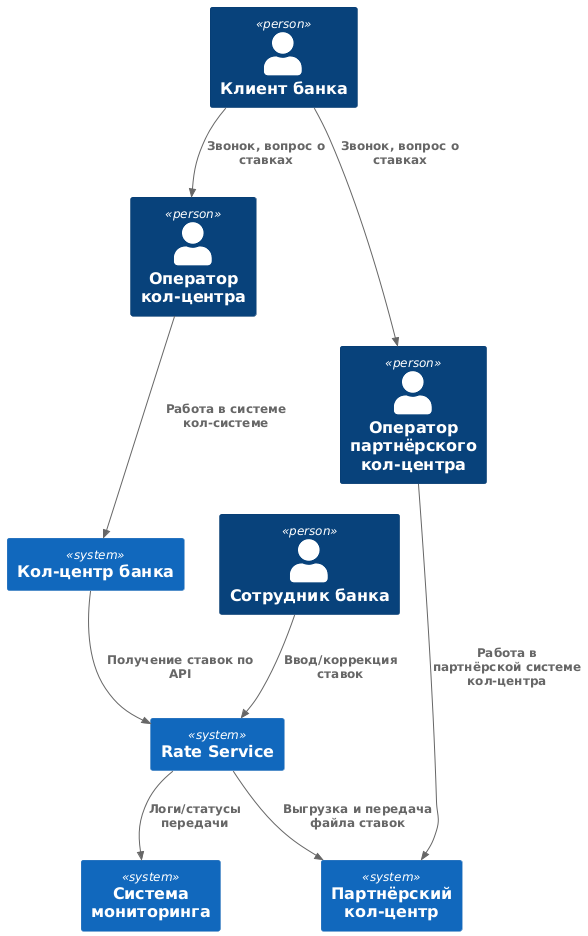 «person»
Клиент банка
Звонок, вопрос о
ставках
Звонок, вопрос о
ставках
«person»
Оператор
кол-центра
«person»
Оператор
партнёрского
кол-центра
Работа в системе
кол-системе
«person»
Сотрудник банка
«system»
Кол-центр банка
Получение ставок по
API
Ввод/коррекция
ставок
Работа в
партнёрской системе
кол-центра
«system»
Rate Service
Логи/статусы
передачи
Выгрузка и передача
файла ставок
«system»
Система
мониторинга
«system»
Партнёрский
кол-центр